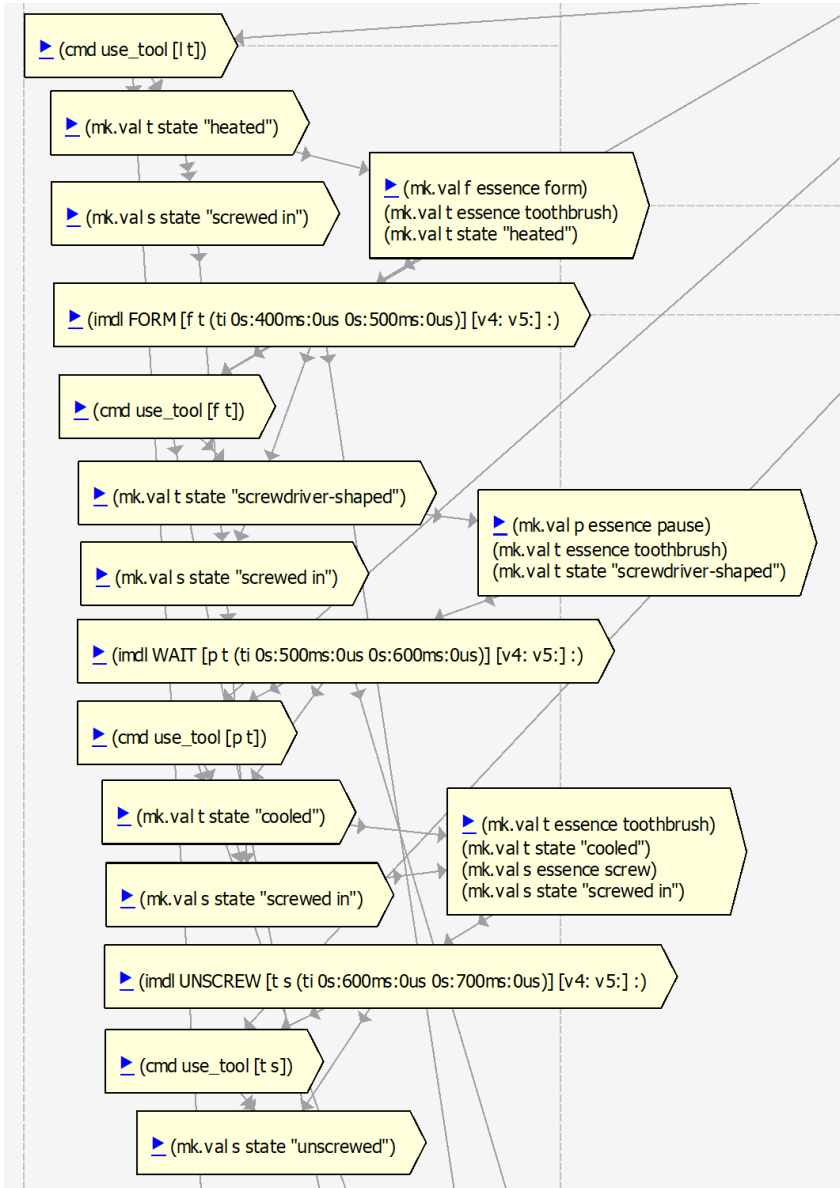 (cmd use_tool [l t])
(mk.val t state "heated")
(mk.val f essence form)
(mk.val t essence toothbrush)
(mk.val t state "heated")
(mk.val s state "screwed in")
(imdl FORM [f t (ti 0s:400ms:0us 0s:500ms:0us)] [v4: v5:] :)
(cmd use_tool [f t])
(mk.val t state "screwdriver-shaped")
(mk.val p essence pause)
(mk.val t essence toothbrush)
(mk.val t state "screwdriver-shaped")
(mk.val s state "screwed in")
(imdl WAIT [p t (ti 0s:500ms:0us 0s:600ms:0us)] [v4: v5:] :)
(cmd use_tool [p t])
(mk.val t state "cooled")
(mk.val t essence toothbrush)
(mk.val t state "cooled")
(mk.val s essence screw)
(mk.val s state "screwed in")
(mk.val s state "screwed in")
(imdl UNSCREW [t s (ti 0s:600ms:0us 0s:700ms:0us)] [v4: v5:] :)
(cmd use_tool [t s])
(mk.val s state "unscrewed")